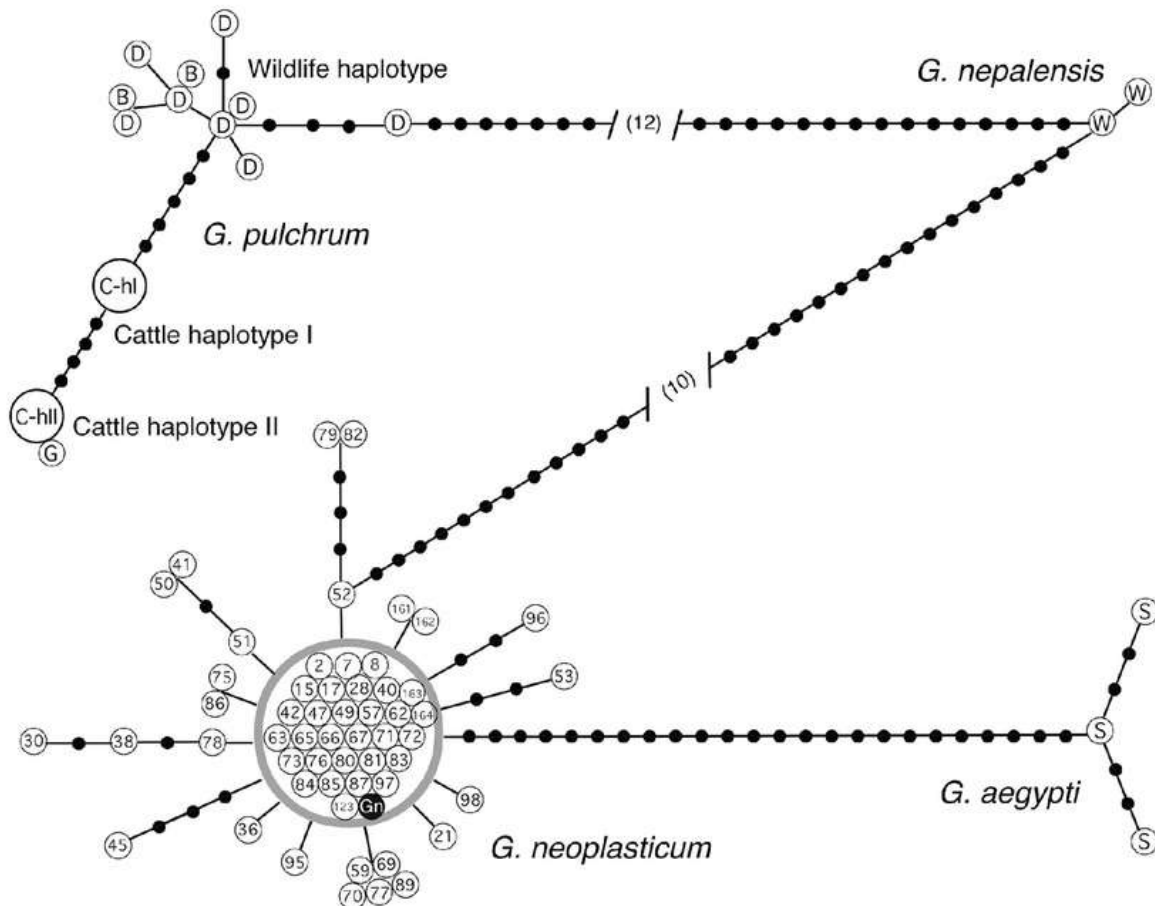 D
D
Wildlife haplotype
G. nepalensis
B
W
B
D
D
D
D
D
(12)
W
D
D
G. pulchrum
C-hI
Cattle haplotype I
(10)
C-hII
Cattle haplotype II
G
79 82
41
50
52
161
162
96
51
53
75
86
2 7 8
15 17 28 40 163
42 47 49 57 62 164
63 65 66 67 71 72
73 76 80 81 83
84 85 87 97
123 Gn
30 38 78
S
S
S
98
G. aegypti
45
36
21
95
G. neoplasticum
59 69
70 77 89